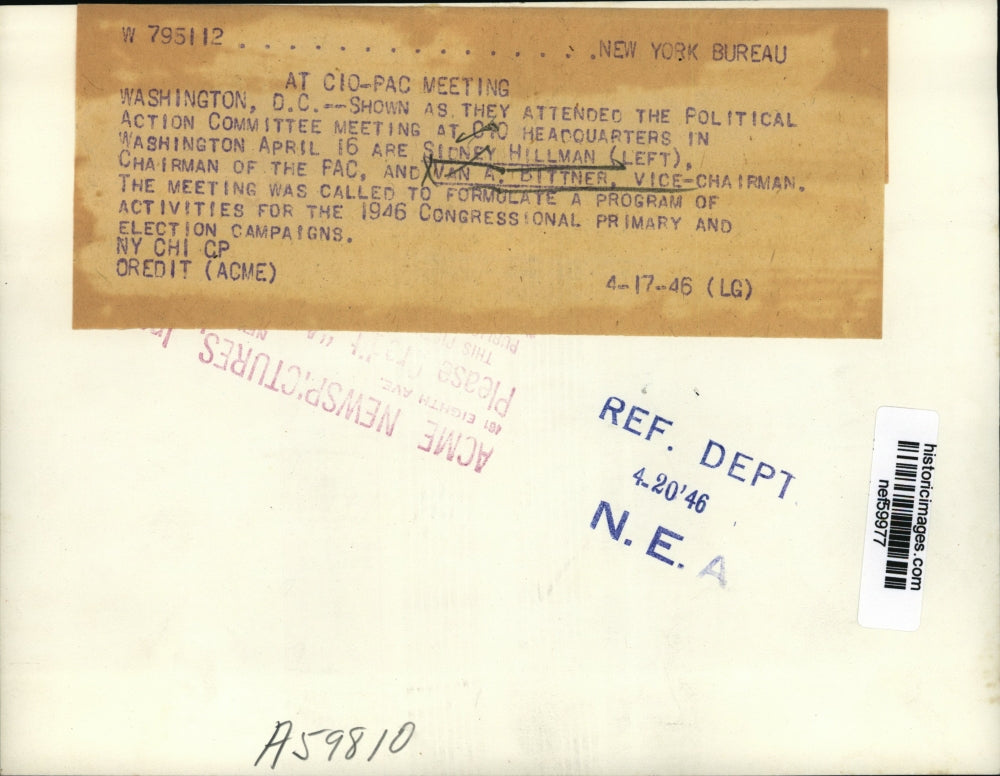 W 795112 . . . . . . . . . . . . . . . . .NEW YORK BUREAU
AT CIO-PAC MEETING
WASHINGTON, D.C.--SHOWN AS THEY ATTENDED THE POLITICAL
ACTION COMMITTEE MEETING AT CIO HEADQUARTERS IN
WASHINGTON APRIL 16 ARE SIDNEY HILLMAN (LEFT),
CHAIRMAN OF THE PAC, AND VAN A. BITTNER, VICE-CHAIRMAN.
THE MEETING WAS CALLED TO FORMULATE A PROGRAM OF
ACTIVITIES FOR THE 1946 CONGRESSIONAL PRIMARY AND
ELECTION CAMPAIGNS.
NY CHI CP
CREDIT (ACME) 4-17-46 (LG)
THIS
Please Credit
461 EIGHTH AVE.
ACME NEWSPICTURES,
REF. DEPT
4-20'46
N. E. A
historicimages.com
nef59977
A59810